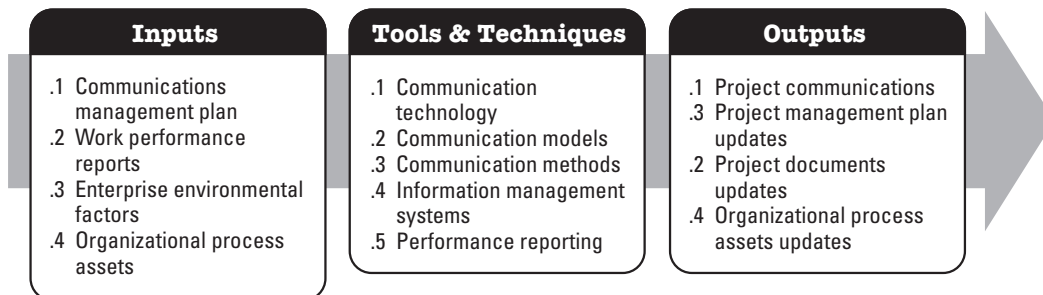 Inputs
.1 Communications
management plan
.2 Work performance
reports
.3 Enterprise environmental
factors
.4 Organizational process
assets
Tools & Techniques
.1 Communication
technology
.2 Communication models
.3 Communication methods
.4 Information management
systems
.5 Performance reporting
Outputs
.1 Project communications
.3 Project management plan
updates
.2 Project documents
updates
.4 Organizational process
assets updates